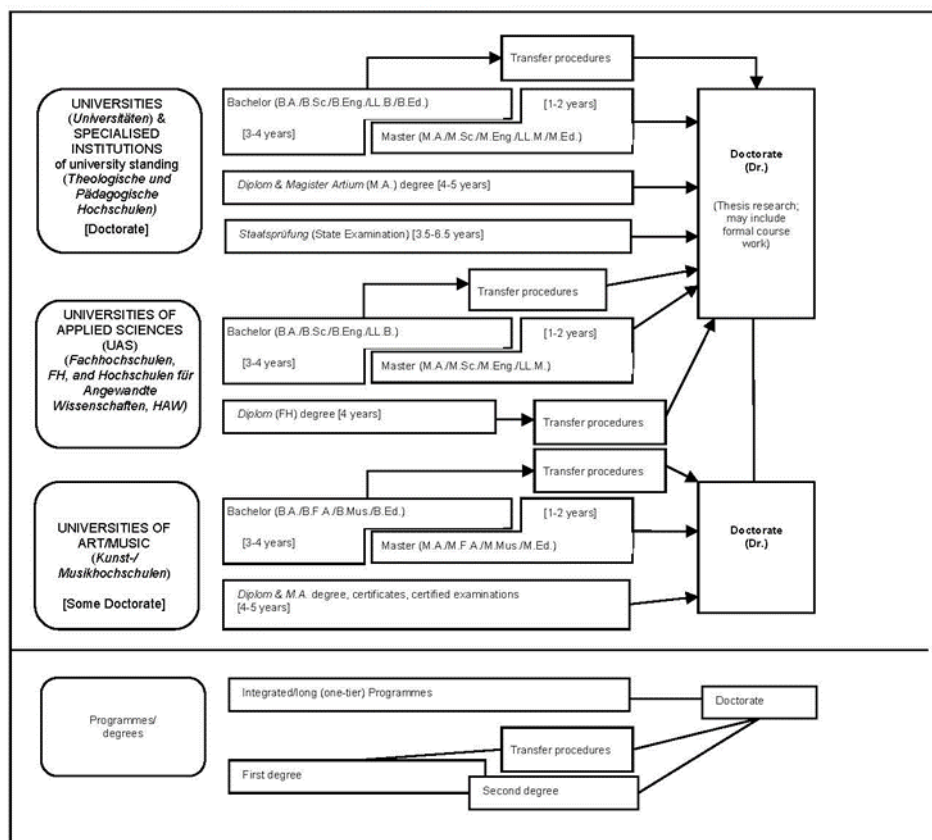 Transfer procedures
UNIVERSITIES
(Universitäten) &
SPECIALISED
INSTITUTIONS
of university standing
(Theologische und
Pädagogische
Hochschulen)
[Doctorate]
Bachelor (B.A./B.Sc./B.Eng./LL.B./B.Ed.)
[3-4 years]
[1-2 years]
Master (M.A./M.Sc./M.Eng./LL.M./M.Ed.)
Diplom & Magister Artium (M.A.) degree [4-5 years]
Staatsprüfung (State Examination) [3.5-6.5 years]
Doctorate
(Dr.)
(Thesis research;
may include
formal course
work)
Transfer procedures
UNIVERSITIES OF
APPLIED SCIENCES
(UAS)
(Fachhochschulen,
FH, and Hochschulen für
Angewandte
Wissenschaften, HAW)
Bachelor (B.A./B.Sc./B.Eng./LL.B.)
[3-4 years]
[1-2 years]
Master (M.A./M.Sc./M.Eng./LL.M.)
Diplom (FH) degree [4 years]
Transfer procedures
Transfer procedures
UNIVERSITIES OF
ART/MUSIC
(Kunst-/
Musikhochschulen)
[Some Doctorate]
Bachelor (B.A./B.F.A./B.Mus./B.Ed.)
[3-4 years]
[1-2 years]
Master (M.A./M.F.A./M.Mus./M.Ed.)
Diplom & M.A. degree, certificates, certified examinations
[4-5 years]
Doctorate
(Dr.)
Programmes/
degrees
Integrated/long (one-tier) Programmes
Doctorate
Transfer procedures
First degree
Second degree